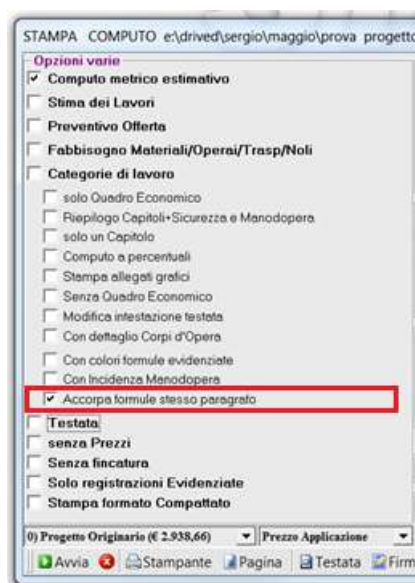 STAMPA COMPUTO e:\drived\sergio\maggio\prova progetto
Opzioni varie
Computo metrico estimativo
Stima dei Lavori
Preventivo Offerta
Fabbisogno Materiali/Operai/Trasp/Noli
Categorie di lavoro
solo Quadro Economico
Riepilogo Capitoli+Sicurezza e Manodopera
solo un Capitolo
Computo a percentuali
Stampa allegati grafici
Senza Quadro Economico
Modifica intestazione testata
Con dettaglio Corpi d'Opera
Con colori formule evidenziate
Con Incidenza Manodopera
Accorpa formule stesso paragrafo
Testata
senza Prezzi
Senza fincatura
Solo registrazioni Evidenziate
Stampa formato Compattato
0) Progetto Originario (€ 2.938,66) Prezzo Applicazione
Avvia Stampante Pagina Testata Firm